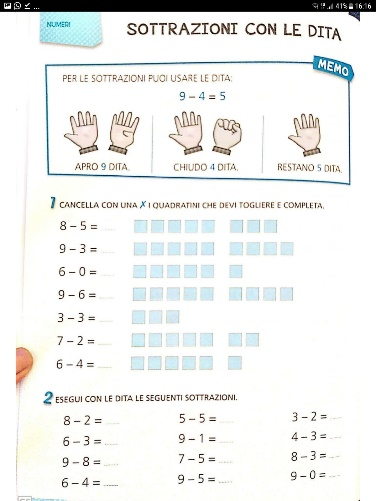 41% 16:16
NUMERI
SOTTRAZIONI CON LE DITA
MEMO
PER LE SOTTRAZIONI PUOI USARE LE DITA:
9 – 4 = 5
APRO 9 DITA.
CHIUDO 4 DITA.
RESTANO 5 DITA.
1 CANCELLA CON UNA X I QUADRATINI CHE DEVI TOGLIERE E COMPLETA.
8 – 5 = ......
9 – 3 = ......
6 – 0 = ......
9 – 6 = ......
3 – 3 = ......
7 – 2 = ......
6 – 4 = ......
2 ESEGUI CON LE DITA LE SEGUENTI SOTTRAZIONI.
8 – 2 = ...... 5 – 5 = ...... 3 – 2 = ......
6 – 3 = ...... 9 – 1 = ...... 4 – 3 = ......
9 – 8 = ...... 7 – 5 = ...... 8 – 3 = ......
6 – 4 = ...... 9 – 5 = ...... 9 – 0 = ......